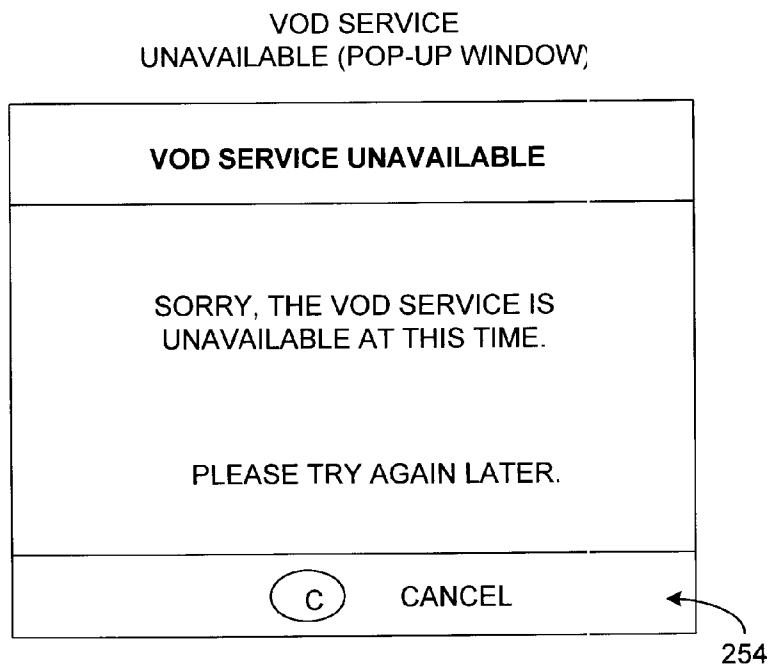 VOD SERVICE
UNAVAILABLE (POP-UP WINDOW)
VOD SERVICE UNAVAILABLE
SORRY, THE VOD SERVICE IS
UNAVAILABLE AT THIS TIME.
PLEASE TRY AGAIN LATER.
C CANCEL
254